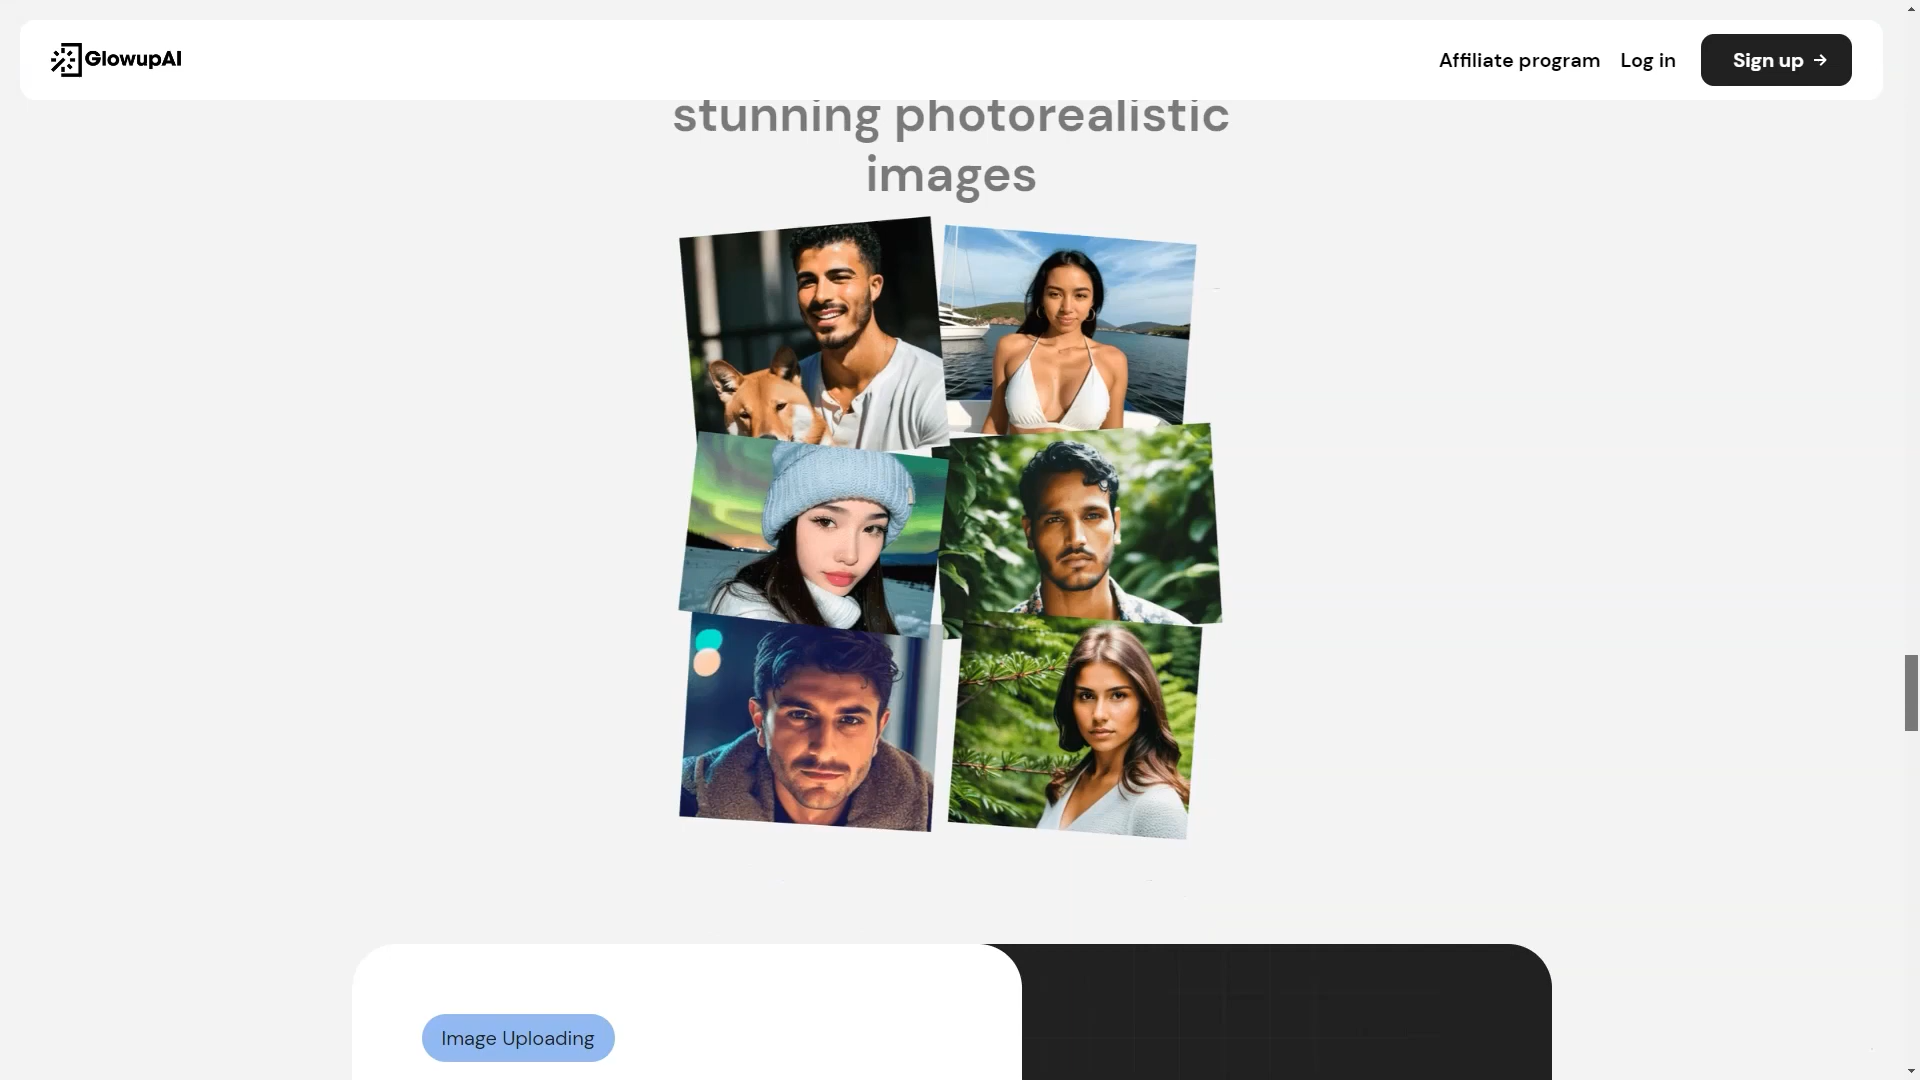 GlowupAI
Affiliate program
Log in
Sign up →
stunning photorealistic
images
Image Uploading